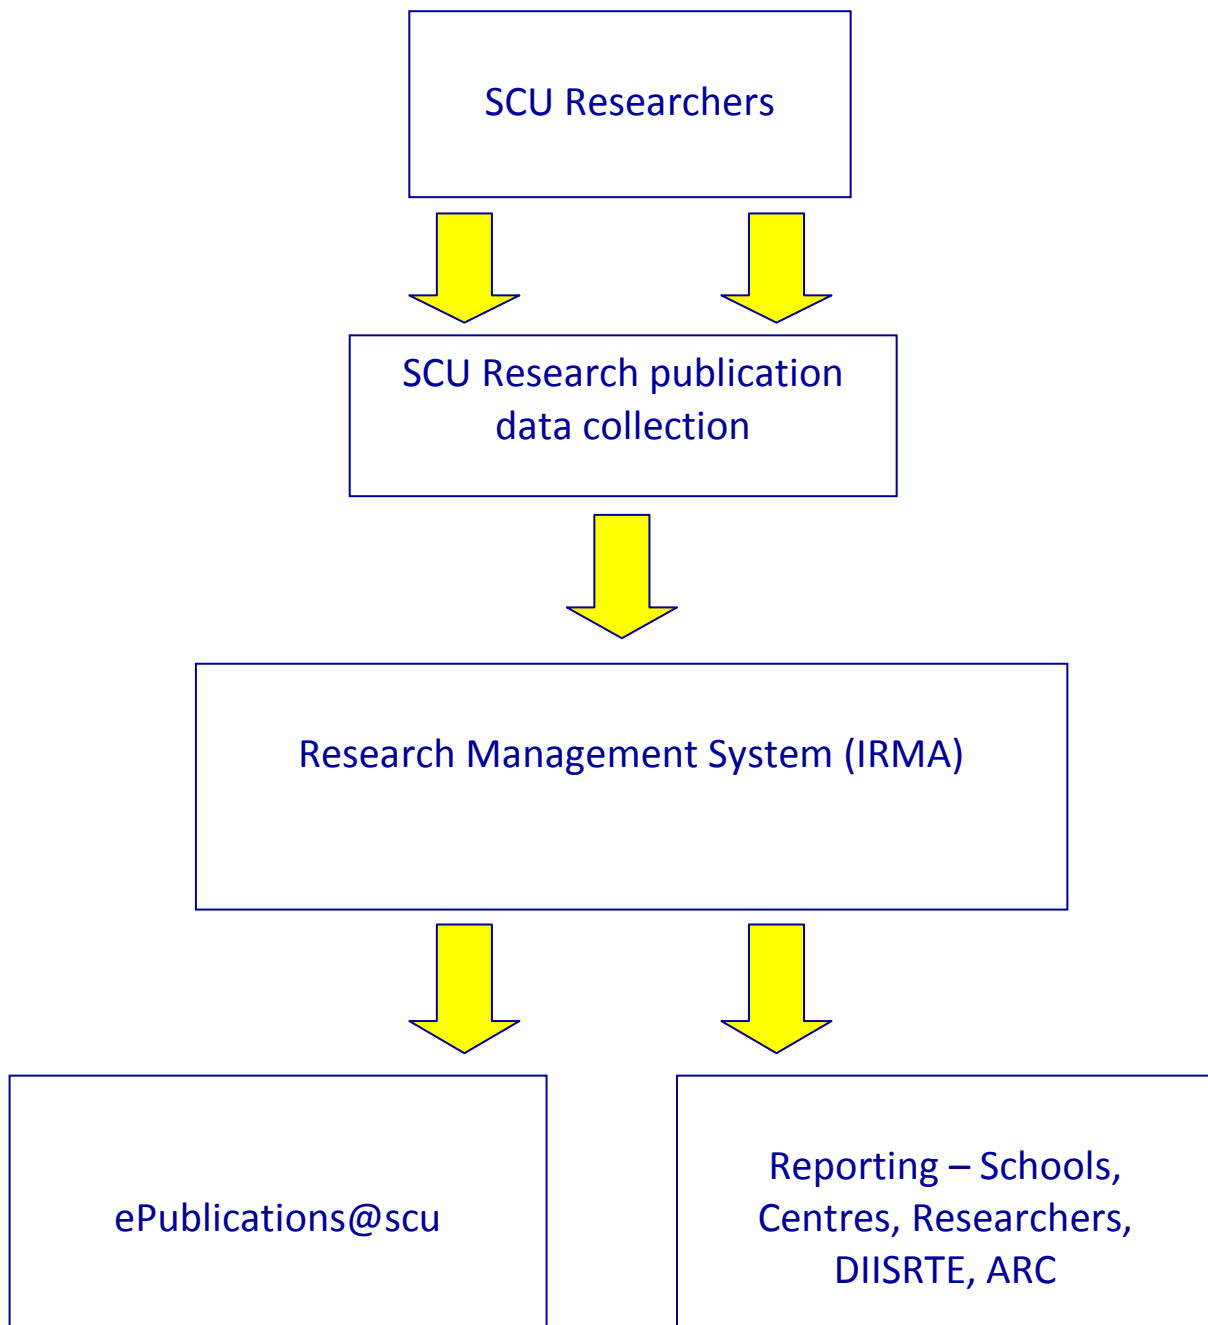 SCU Researchers
SCU Research publication
data collection
Research Management System (IRMA)
ePublications@scu
Reporting – Schools,
Centres, Researchers,
DIISRTE, ARC